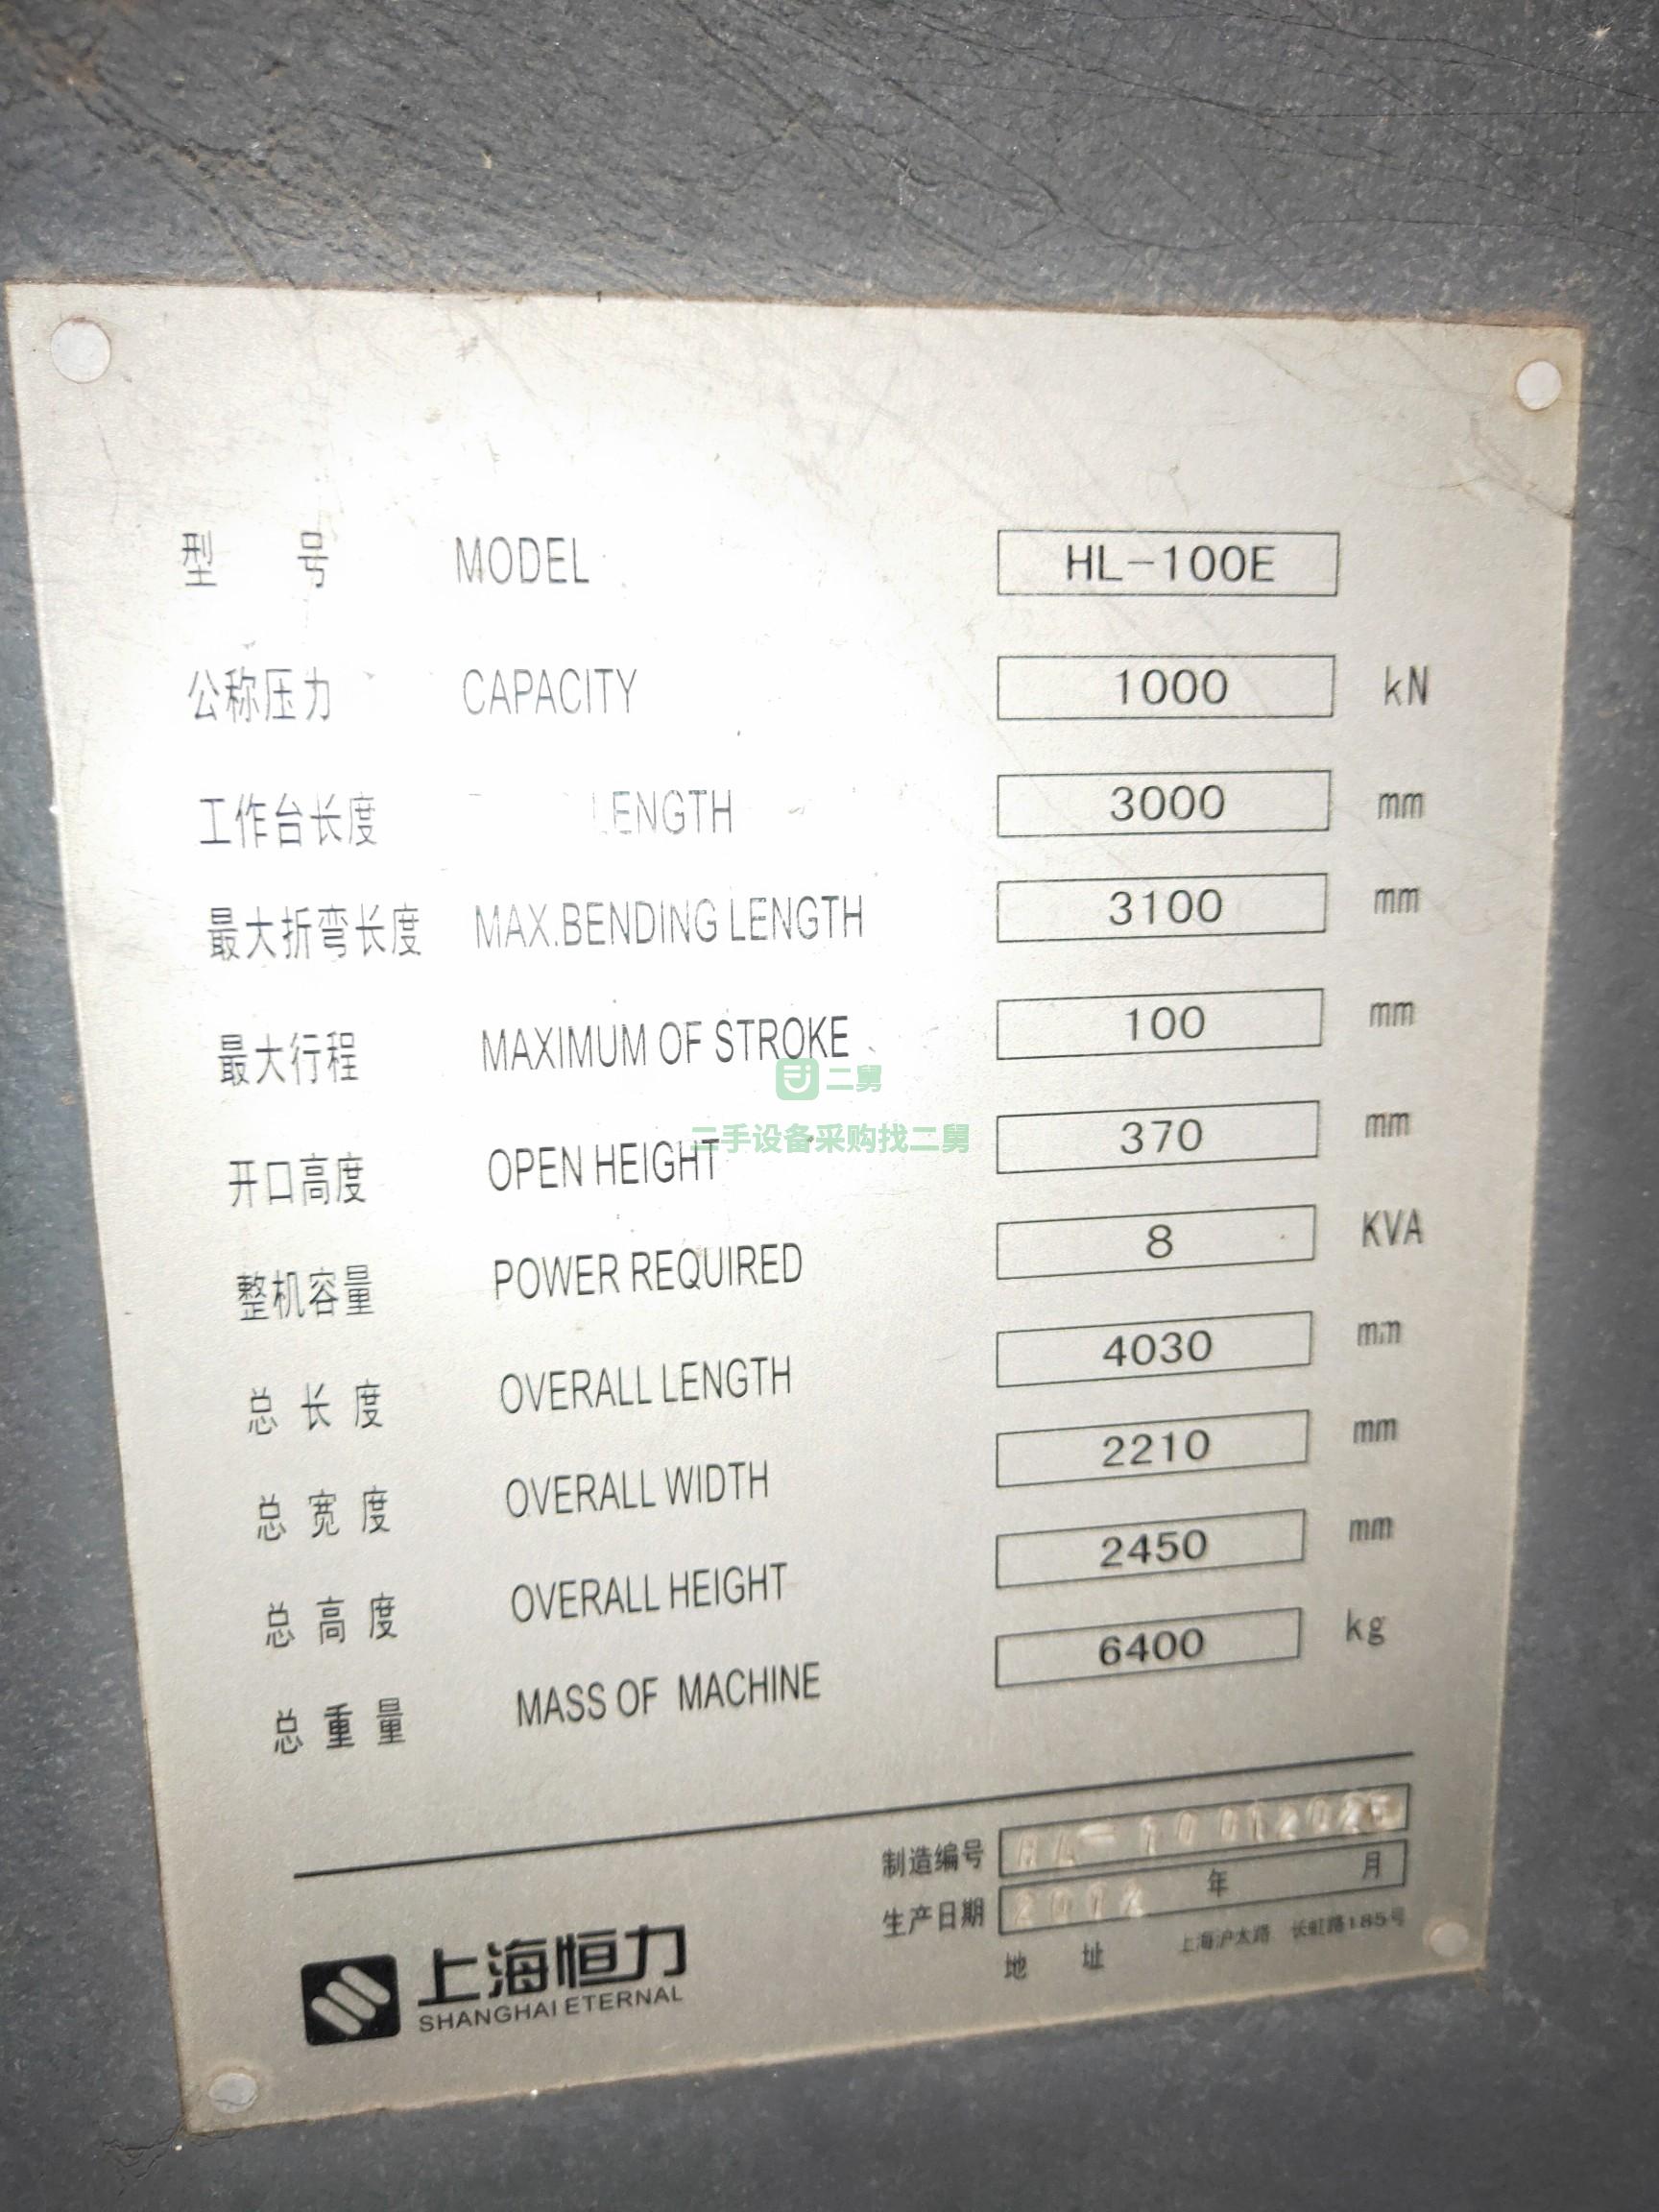 型 号 MODEL HL-100E
公称压力 CAPACITY 1000 kN
工作台长度 LENGTH 3000 mm
最大折弯长度 MAX.BENDING LENGTH 3100 mm
最大行程 MAXIMUM OF STROKE 100 mm
二舅
二手设备采购找二舅
开口高度 OPEN HEIGHT 370 mm
整机容量 POWER REQUIRED 8 KVA
总长度 OVERALL LENGTH 4030 mm
总宽度 OVERALL WIDTH 2210 mm
总高度 OVERALL HEIGHT 2450 mm
总重量 MASS OF MACHINE 6400 kg
制造编号
生产日期 2012 年 月
地 址 上海沪太路 长虹路185号
上海恒力
SHANGHAI ETERNAL